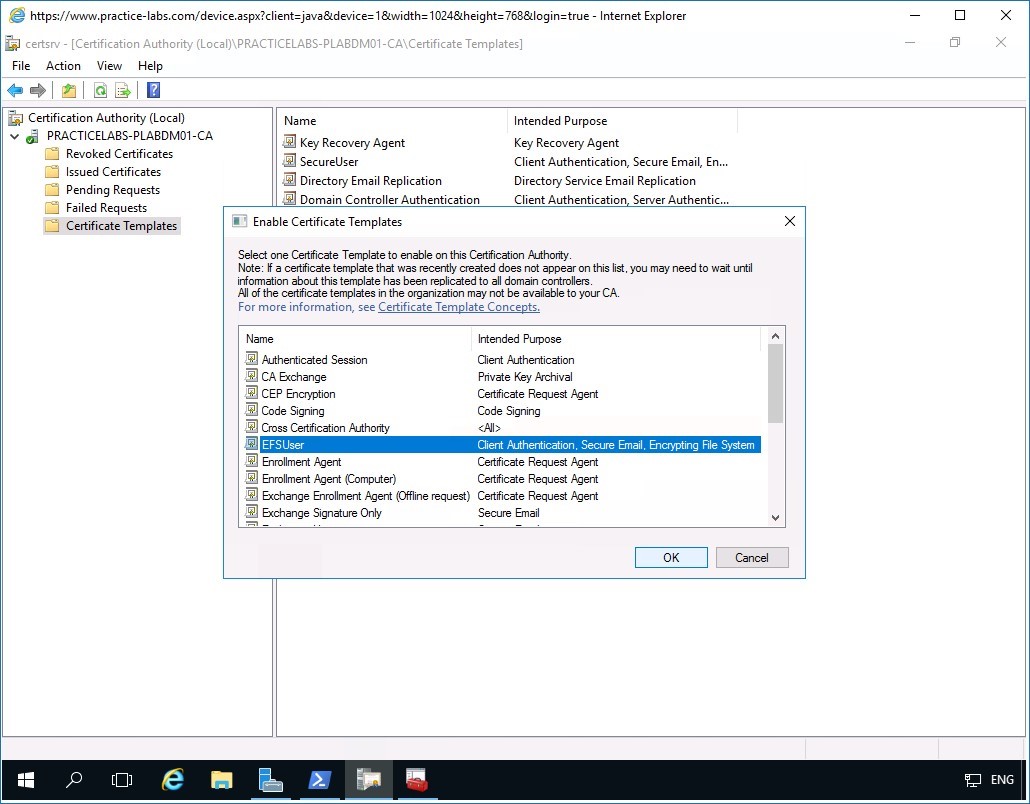 https://www.practice-labs.com/device.aspx?client=java&device=1&width=1024&height=768&login=true - Internet Explorer
certsrv - [Certification Authority (Local)\PRACTICELABS-PLABDM01-CA\Certificate Templates]
File Action View Help
Certification Authority (Local)
PRACTICELABS-PLABDM01-CA
Revoked Certificates
Issued Certificates
Pending Requests
Failed Requests
Certificate Templates
Name Intended Purpose
Key Recovery Agent Key Recovery Agent
SecureUser Client Authentication, Secure Email, En...
Directory Email Replication Directory Service Email Replication
Domain Controller Authentication Client Authentication, Server Authentic...
Enable Certificate Templates
Select one Certificate Template to enable on this Certification Authority.
Note: If a certificate template that was recently created does not appear on this list, you may need to wait until
information about this template has been replicated to all domain controllers.
All of the certificate templates in the organization may not be available to your CA.
For more information, see Certificate Template Concepts.
Name Intended Purpose
Authenticated Session Client Authentication
CA Exchange Private Key Archival
CEP Encryption Certificate Request Agent
Code Signing Code Signing
Cross Certification Authority <All>
EFSUser Client Authentication, Secure Email, Encrypting File System
Enrollment Agent Certificate Request Agent
Enrollment Agent (Computer) Certificate Request Agent
Exchange Enrollment Agent (Offline request) Certificate Request Agent
Exchange Signature Only Secure Email
OK Cancel
ENG